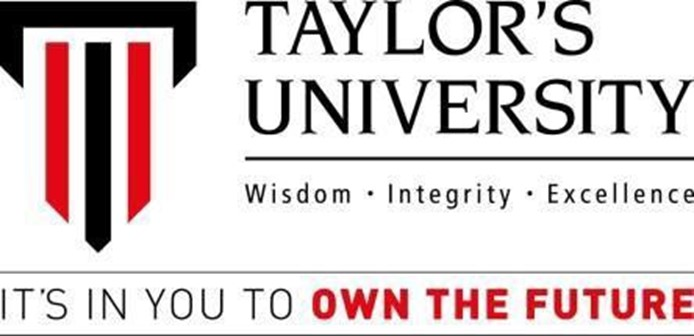 TAYLOR'S
UNIVERSITY
Wisdom · Integrity · Excellence
IT'S IN YOU TO OWN THE FUTURE